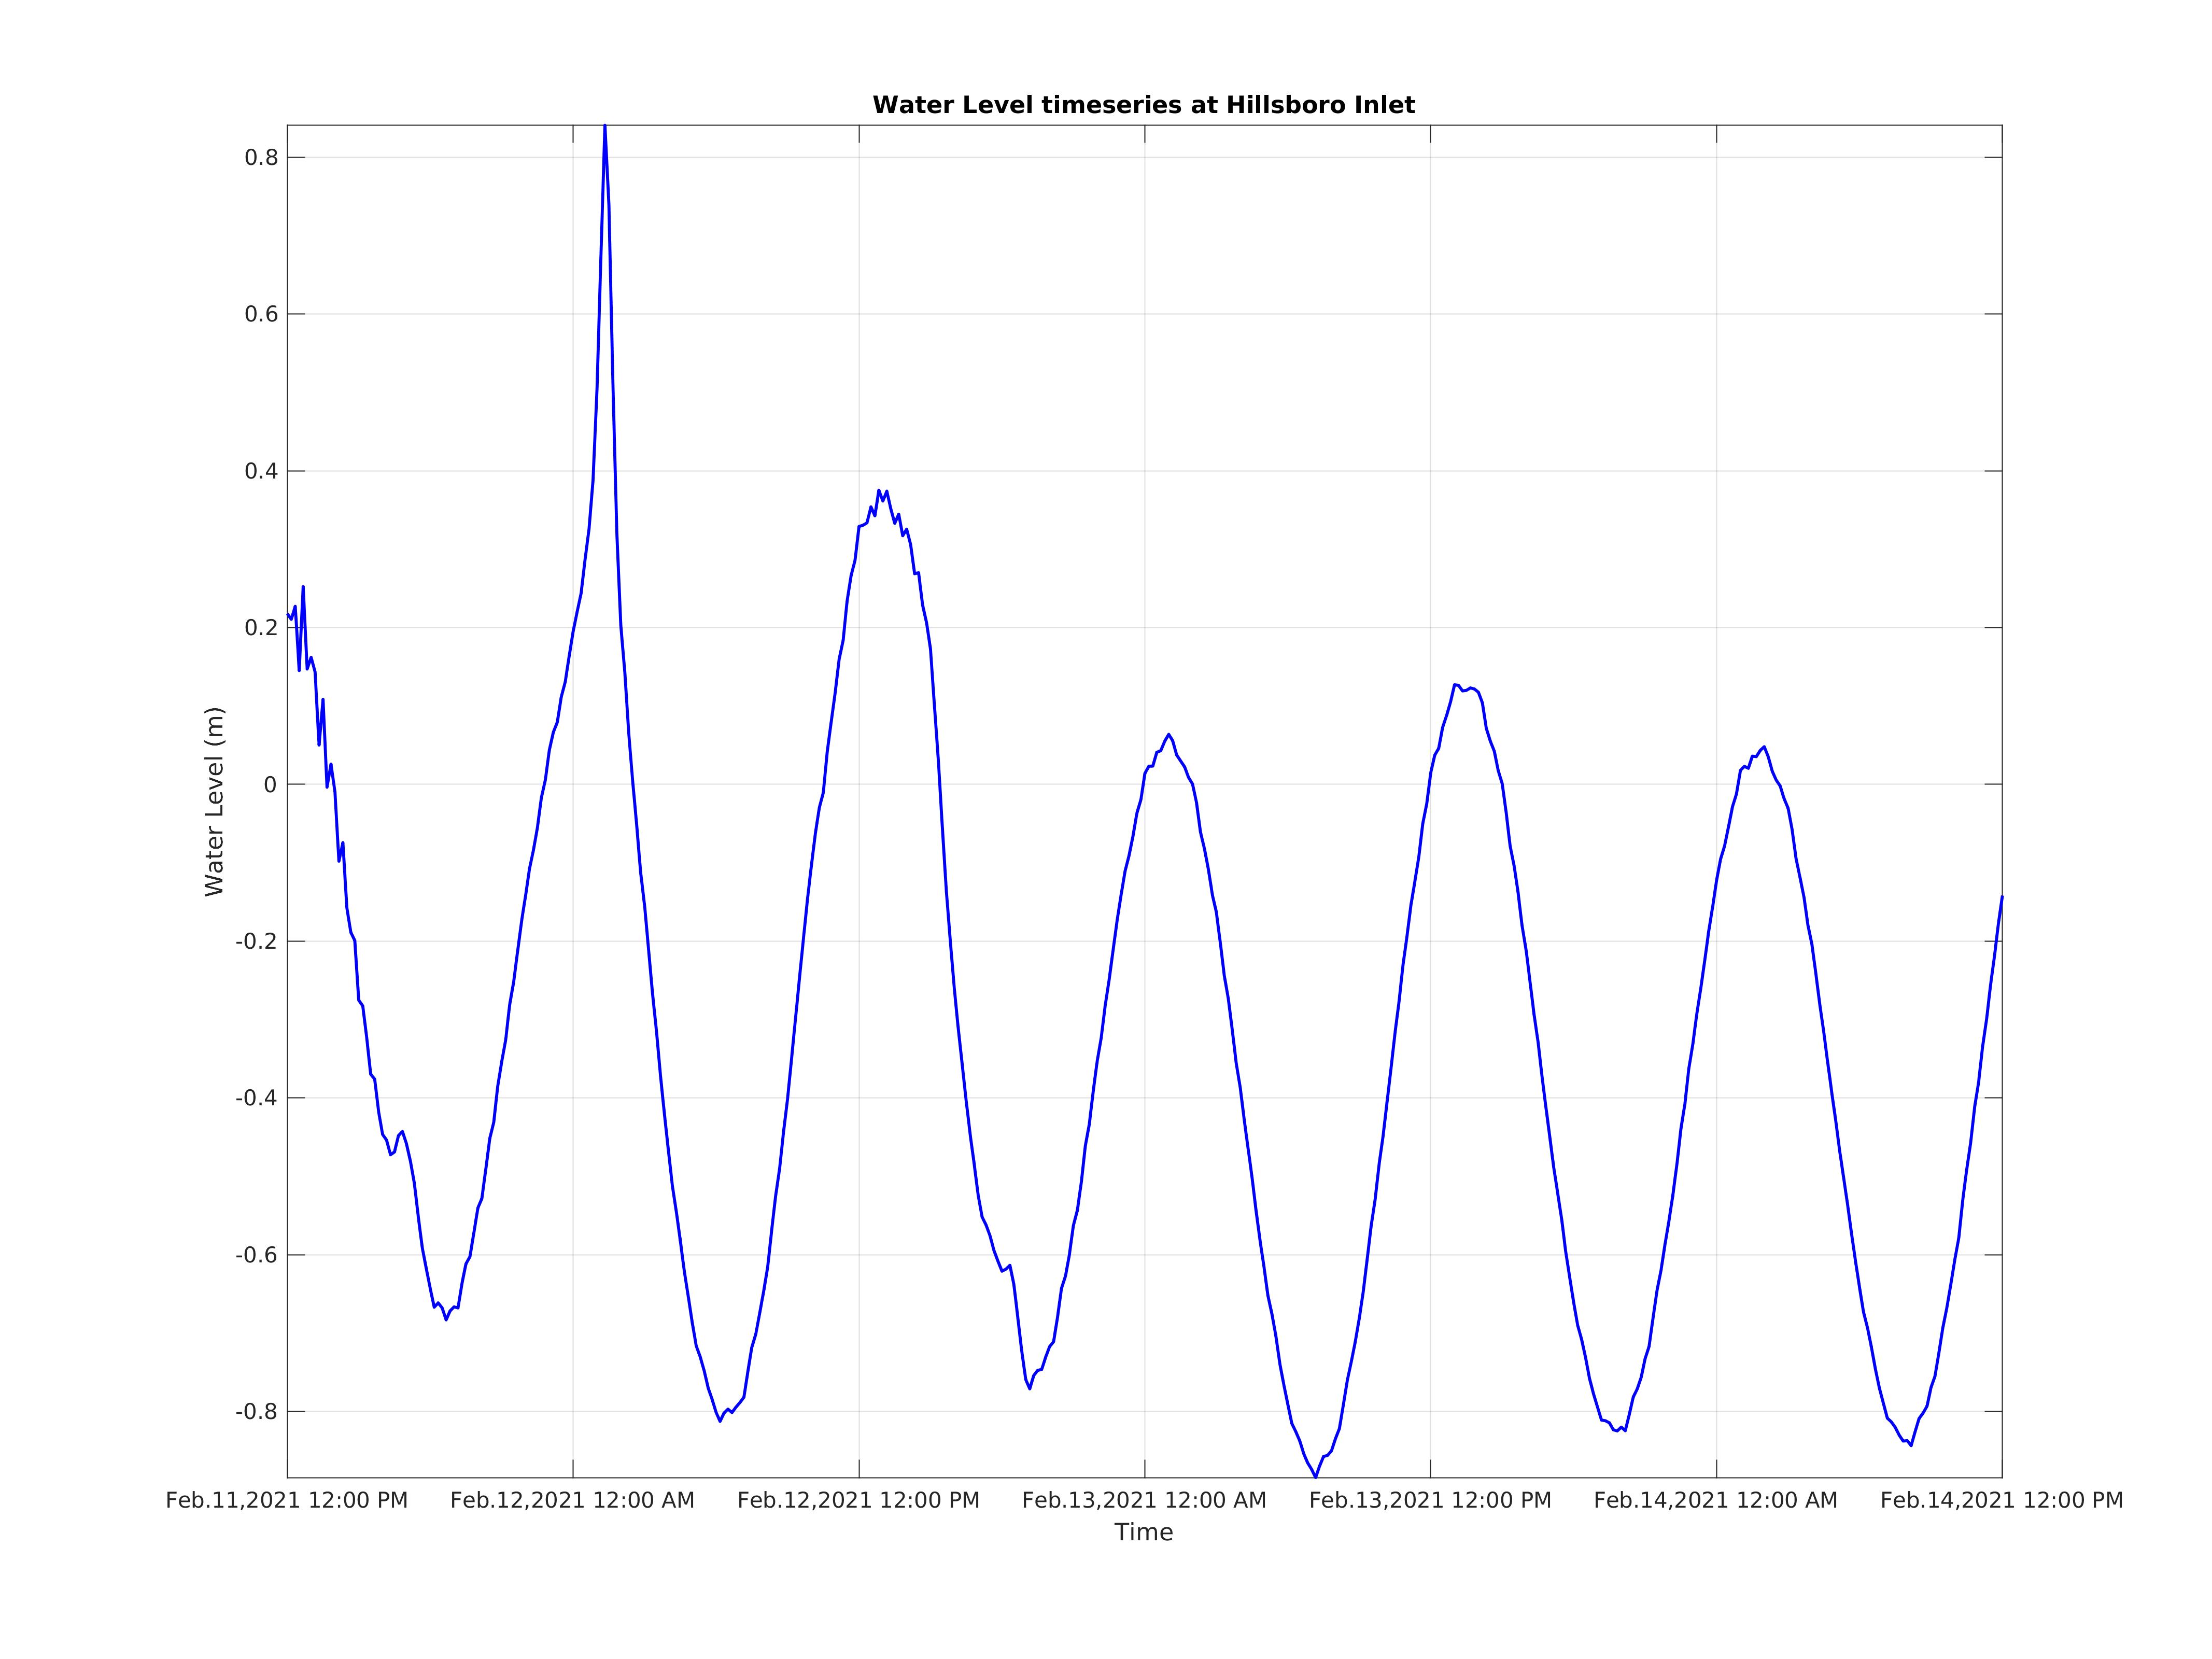 Water Level timeseries at Hillsboro Inlet
0.8
0.6
0.4
0.2
0
-0.2
-0.4
-0.6
-0.8
Water Level (m)
Feb.11,2021 12:00 PM Feb.12,2021 12:00 AM Feb.12,2021 12:00 PM Feb.13,2021 12:00 AM Feb.13,2021 12:00 PM Feb.14,2021 12:00 AM Feb.14,2021 12:00 PM
Time